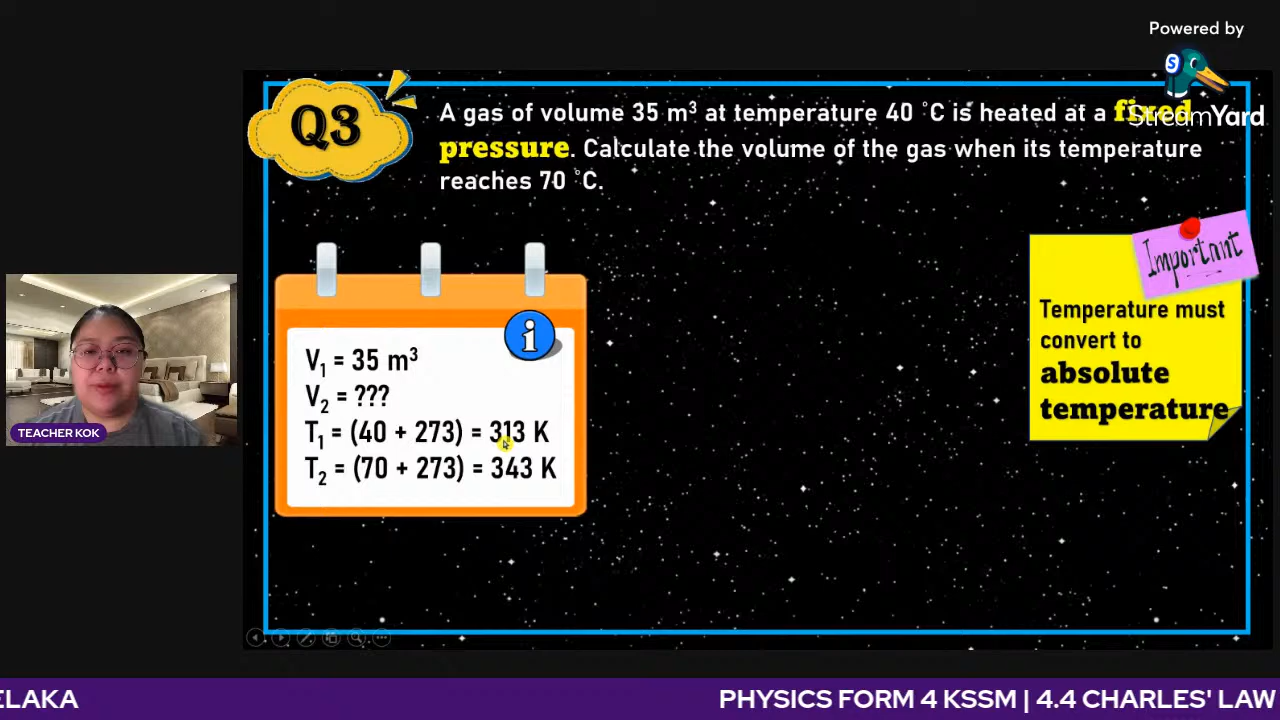 Powered by
S
StreamYard
Q3
A gas of volume 35 m³ at temperature 40 °C is heated at a fixed
pressure. Calculate the volume of the gas when its temperature
reaches 70 °C.
Important
Temperature must
convert to
absolute
temperature
i
V₁ = 35 m³
V₂ = ???
T₁ = (40 + 273) = 313 K
T₂ = (70 + 273) = 343 K
TEACHER KOK
ELAKA
PHYSICS FORM 4 KSSM | 4.4 CHARLES' LAW